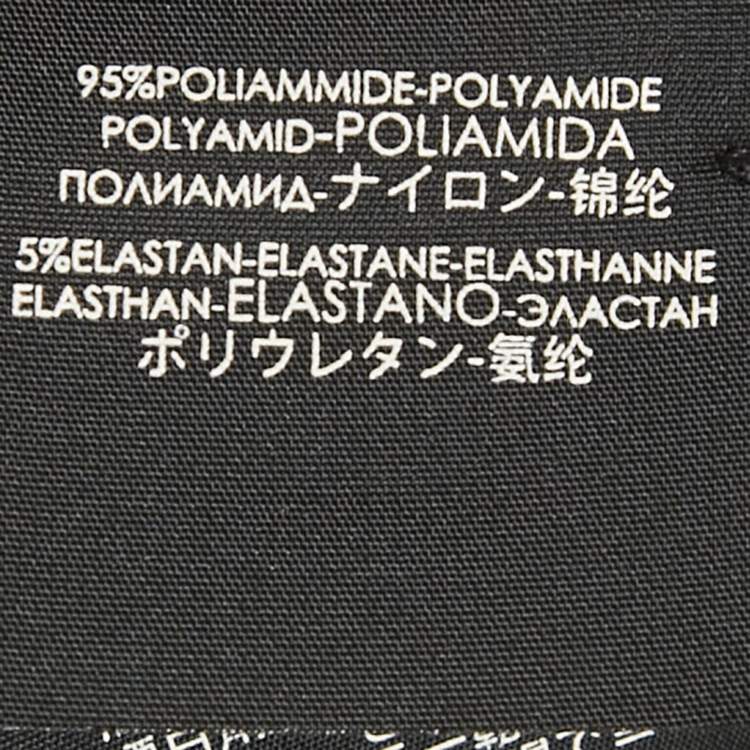 95%POLIAMMIDE-POLYAMIDE
POLYAMID-POLIAMIDA
ПОЛИАМИД-ナイロン-锦纶
5%ELASTAN-ELASTANE-ELASTHANNE
ELASTHAN-ELASTANO-ЭЛАСТАН
ポリウレタン-氨纶